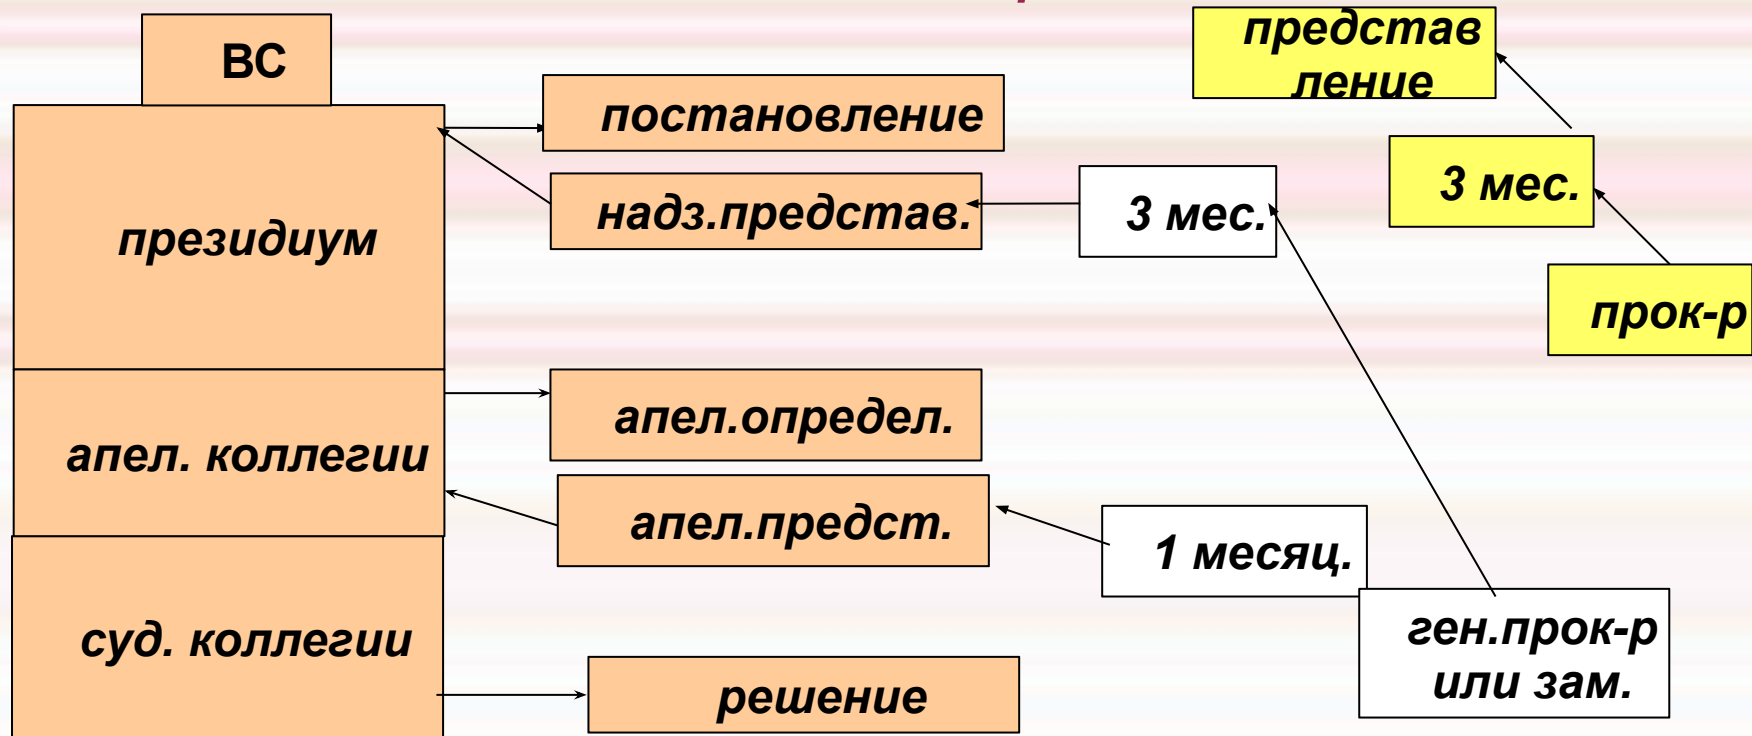 ВС
представ
ление
постановление
3 мес.
надз.представ.
3 мес.
президиум
прок-р
апел.определ.
апел. коллегии
апел.предст.
1 месяц.
суд. коллегии
ген.прок-р
или зам.
решение